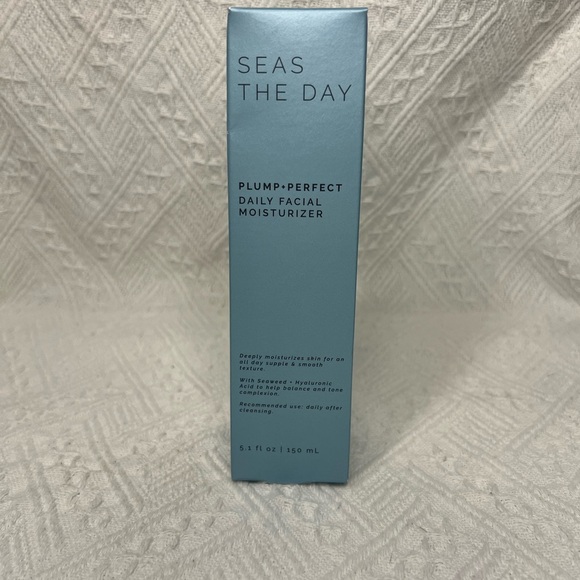 SEAS
THE DAY
PLUMP+PERFECT
DAILY FACIAL
MOISTURIZER
Deeply moisturizes skin for an
all day supple & smooth
texture.
With Seaweed + Hyaluronic
Acid to help balance and tone
complexion.
Recommended use: daily after
cleansing.
5.1 fl oz | 150 mL